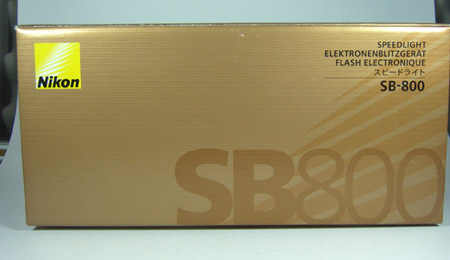 Nikon
SPEEDLIGHT
ELEKTRONENBLITZGERÄT
FLASH ELECTRONIQUE
スピードライト
SB-800
SB800